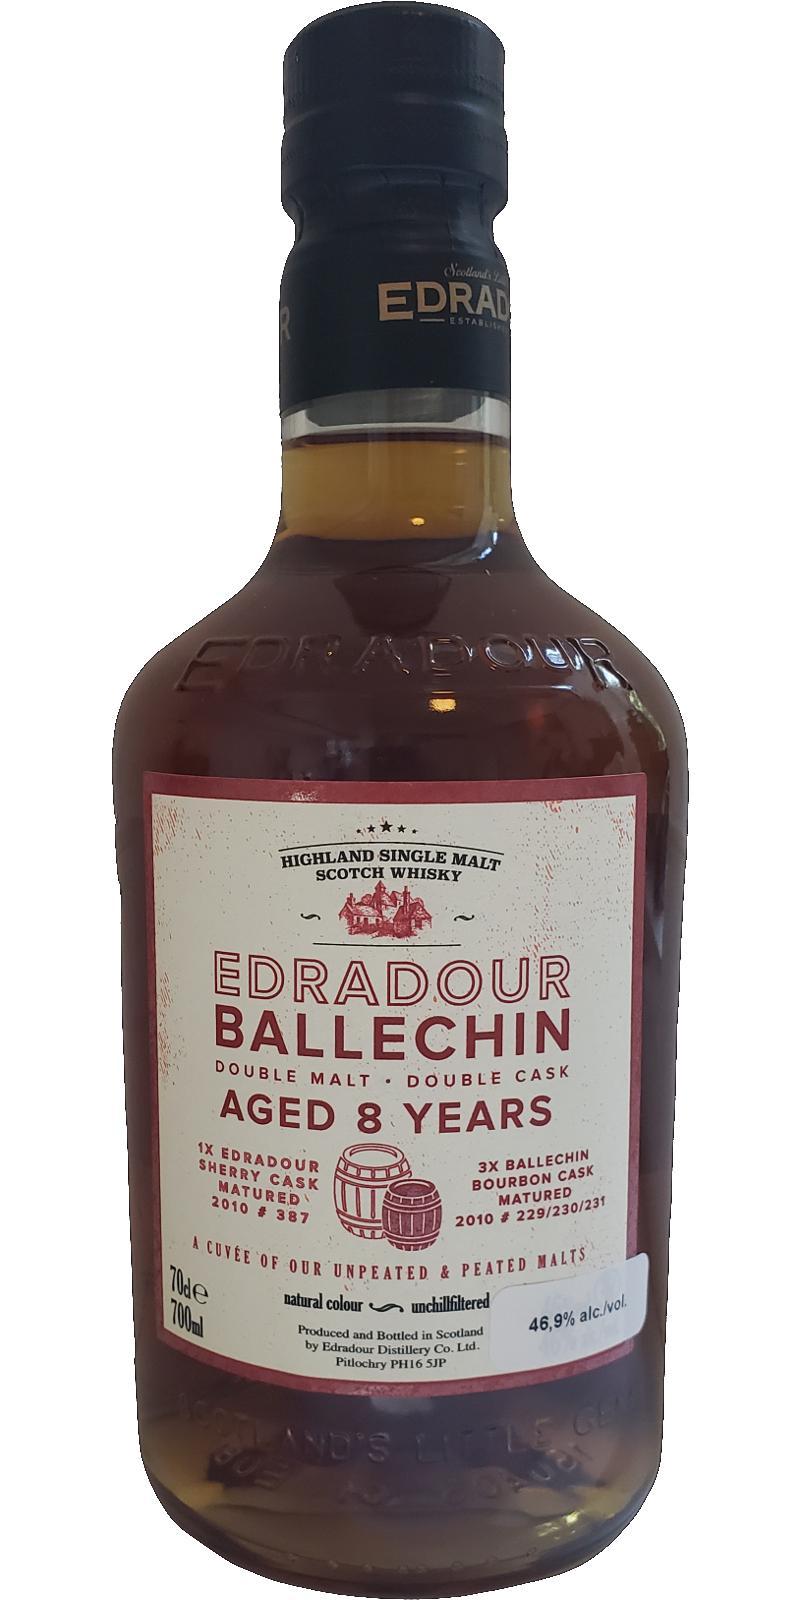 Scotland's
EDRAD
R
EDRADOUR
HIGHLAND SINGLE MALT
SCOTCH WHISKY
EDRADOUR
BALLECHIN
DOUBLE MALT • DOUBLE CASK
AGED 8 YEARS
1X EDRADOUR
SHERRY CASK
MATURED
2010 # 387
3X BALLECHIN
BOURBON CASK
MATURED
2010 # 229/230/231
A CUVÉE OF OUR UNPEATED & PEATED MALTS
70cl e
700ml
natural colour unchillfiltered
Produced and Bottled in Scotland
by Edradour Distillery Co. Ltd.
Pitlochry PH16 5JP
46,9% alc./vol.
SCOTLAND'S LITTLE GEM